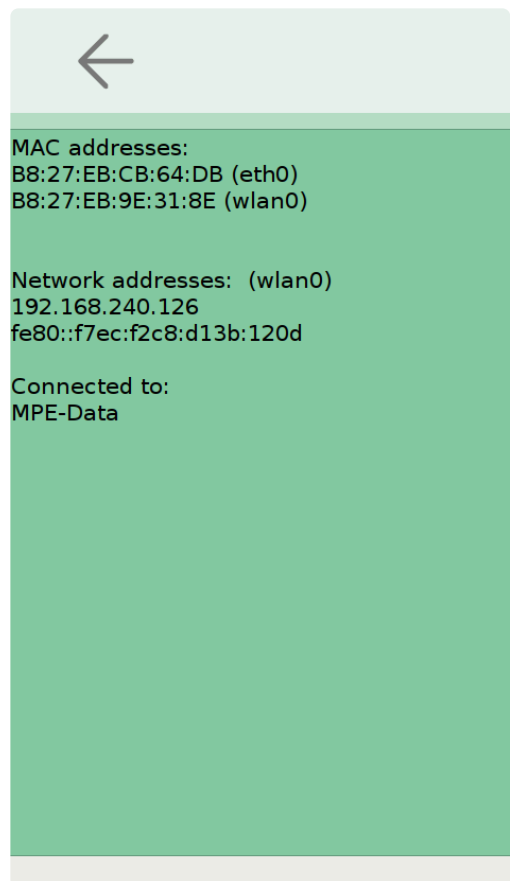 MAC addresses:
B8:27:EB:CB:64:DB (eth0)
B8:27:EB:9E:31:8E (wlan0)
Network addresses:  (wlan0)
192.168.240.126
fe80::f7ec:f2c8:d13b:120d
Connected to:
MPE-Data